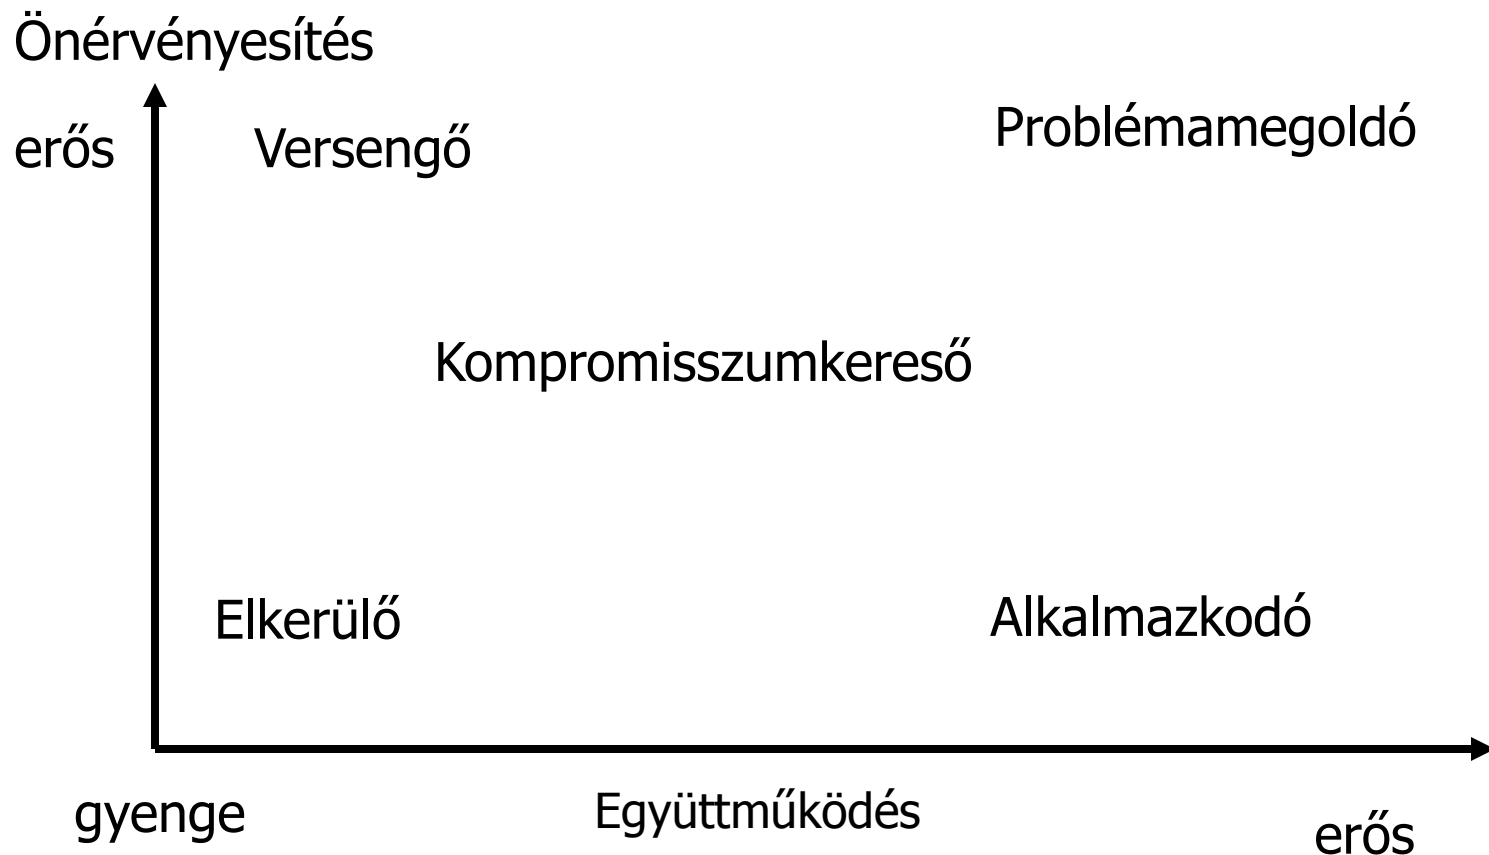 Önérvényesítés
erős
Versengő
Problémamegoldó
Kompromisszumkereső
Elkerülő
Alkalmazkodó
gyenge
Együttműködés
erős